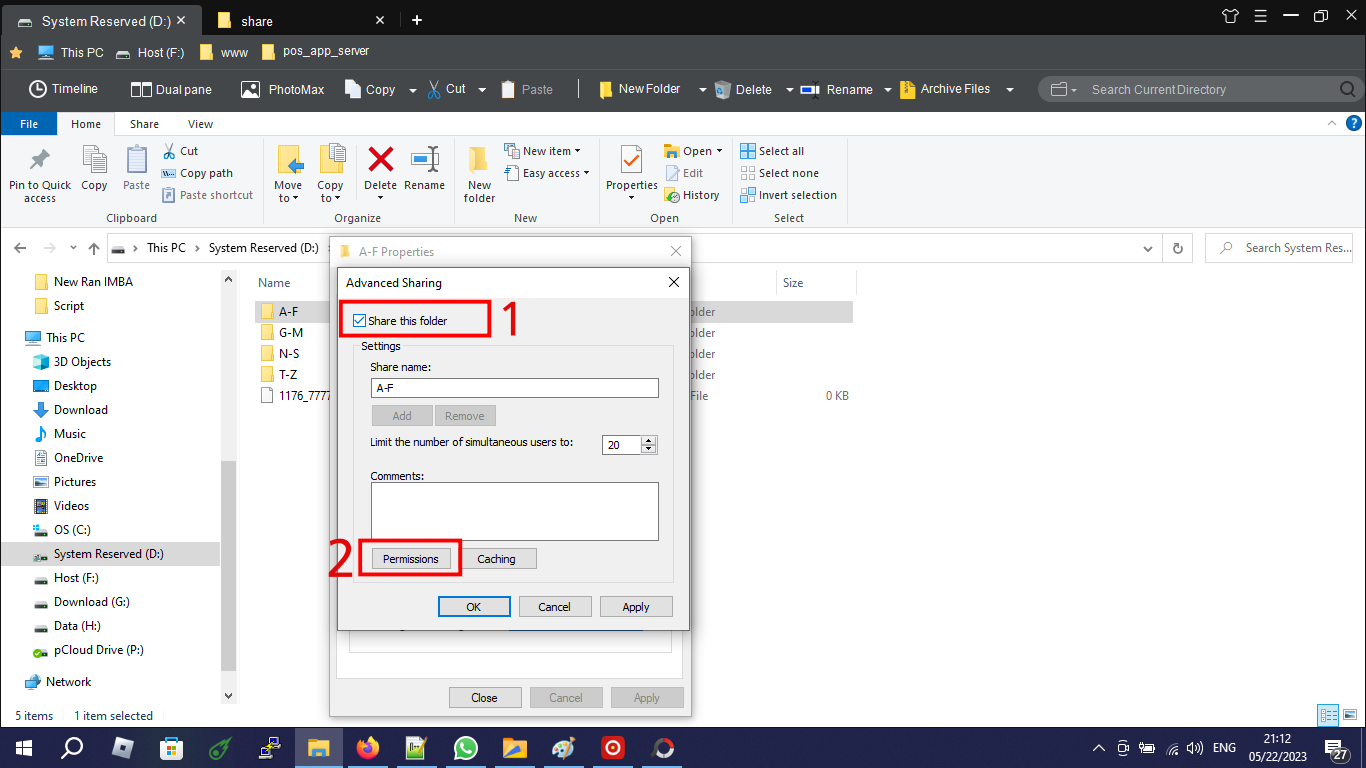 System Reserved (D:)
share
This PC
Host (F:)
www
pos_app_server
Timeline
Dual pane
PhotoMax
Copy
Cut
Paste
New Folder
Delete
Rename
Archive Files
Search Current Directory
File
Home
Share
View
Pin to Quick
access
Copy
Paste
Cut
Copy path
Paste shortcut
Clipboard
Move
to
Copy
to
Delete
Rename
Organize
New
folder
New item
Easy access
New
Properties
Open
Edit
History
Open
Select all
Select none
Invert selection
Select
This PC
System Reserved (D:)
Search System Res...
New Ran IMBA
Script
This PC
3D Objects
Desktop
Download
Music
OneDrive
Pictures
Videos
OS (C:)
System Reserved (D:)
Host (F:)
Download (G:)
Data (H:)
pCloud Drive (P:)
Network
Name
Size
A-F
older
G-M
older
N-S
older
T-Z
older
1176_7777
File
0 KB
A-F Properties
Advanced Sharing
Share this folder
1
Settings
Share name:
A-F
Add
Remove
Limit the number of simultaneous users to:
20
Comments:
2
Permissions
Caching
OK
Cancel
Apply
Close
Cancel
Apply
5 items
1 item selected
ENG
21:12
05/22/2023
27